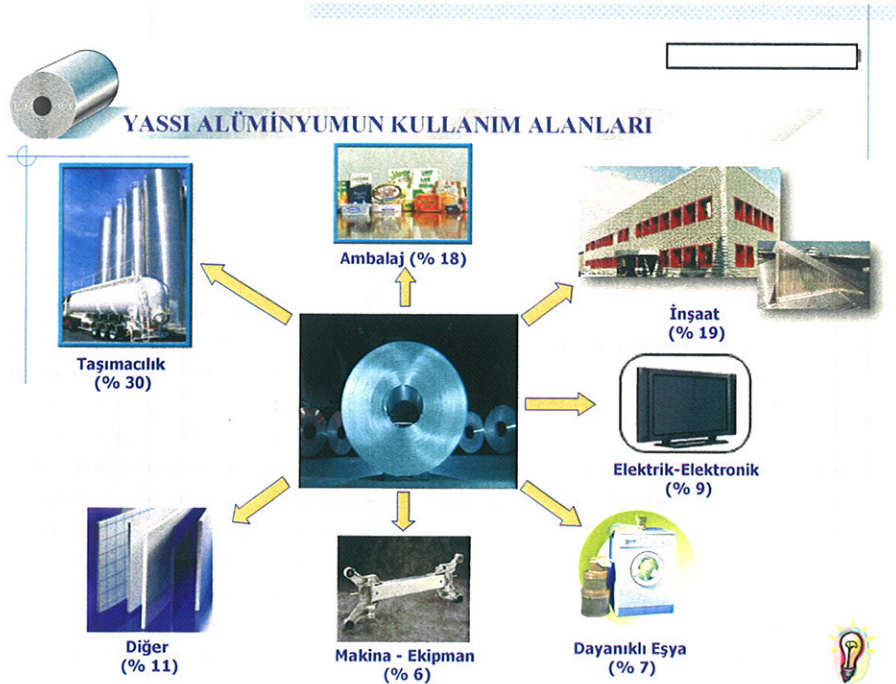 YASSI ALÜMİNYUMUN KULLANIM ALANLARI
Ambalaj (% 18)
İnşaat
(% 19)
Taşımacılık
(% 30)
Elektrik-Elektronik
(% 9)
Diğer
(% 11)
Makina - Ekipman
(% 6)
Dayanıklı Eşya
(% 7)